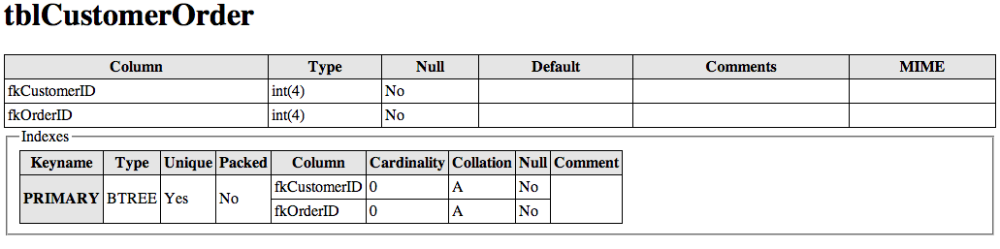 tblCustomerOrder
Column Type Null Default Comments MIME
fkCustomerID int(4) No
fkOrderID int(4) No
Indexes
Keyname Type Unique Packed Column Cardinality Collation Null Comment
PRIMARY BTREE Yes No fkCustomerID 0 A No
fkOrderID 0 A No